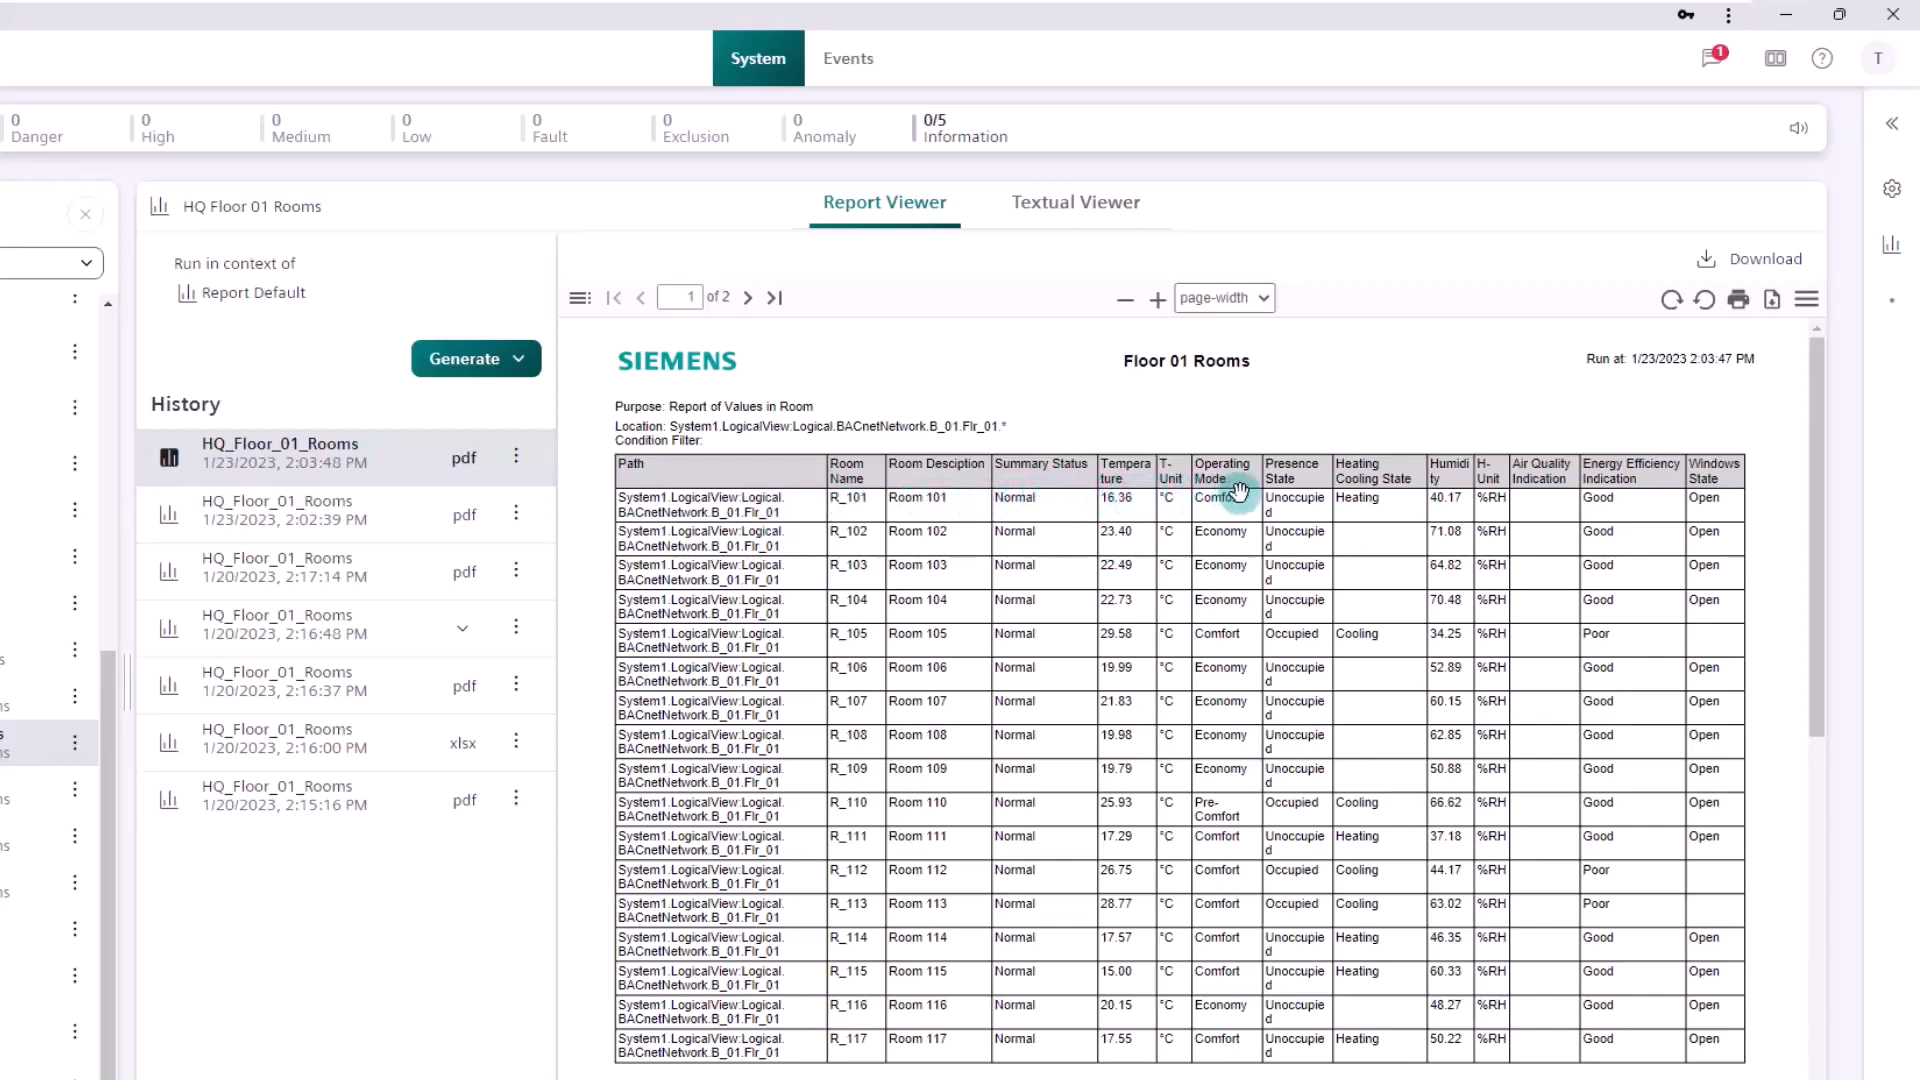 System Events
1
T
0 0 0 0 0 0 0 0/5
Danger High Medium Low Fault Exclusion Anomaly Information
HQ Floor 01 Rooms
Report Viewer Textual Viewer
Run in context of
Report Default
Generate
History
HQ_Floor_01_Rooms
1/23/2023, 2:03:48 PM pdf
HQ_Floor_01_Rooms
1/23/2023, 2:02:39 PM pdf
HQ_Floor_01_Rooms
1/20/2023, 2:17:14 PM pdf
HQ_Floor_01_Rooms
1/20/2023, 2:16:48 PM
HQ_Floor_01_Rooms
1/20/2023, 2:16:37 PM pdf
HQ_Floor_01_Rooms
1/20/2023, 2:16:00 PM xlsx
HQ_Floor_01_Rooms
1/20/2023, 2:15:16 PM pdf
Download
1 of 2 page-width
SIEMENS Floor 01 Rooms Run at: 1/23/2023 2:03:47 PM
Purpose: Report of Values in Room
Location: System1.LogicalView:Logical.BACnetNetwork.B_01.Flr_01.*
Condition Filter:
Path Room Room Desciption Summary Status Tempera T- Operating Presence Heating Humidi H- Air Quality Energy Efficiency Windows
Name ture Unit Mode State Cooling State ty Unit Indication Indication State
System1.LogicalView:Logical. R_101 Room 101 Normal 16.36 °C Unoccupie Heating 40.17 %RH Good Open
BACnetNetwork.B_01.Flr_01 d
System1.LogicalView:Logical. R_102 Room 102 Normal 23.40 °C Economy Unoccupie 71.08 %RH Good Open
BACnetNetwork.B_01.Flr_01 d
System1.LogicalView:Logical. R_103 Room 103 Normal 22.49 °C Economy Unoccupie 64.82 %RH Good Open
BACnetNetwork.B_01.Flr_01 d
System1.LogicalView:Logical. R_104 Room 104 Normal 22.73 °C Economy Unoccupie 70.48 %RH Good Open
BACnetNetwork.B_01.Flr_01 d
System1.LogicalView:Logical. R_105 Room 105 Normal 29.58 °C Comfort Occupied Cooling 34.25 %RH Poor
BACnetNetwork.B_01.Flr_01
System1.LogicalView:Logical. R_106 Room 106 Normal 19.99 °C Economy Unoccupie 52.89 %RH Good Open
BACnetNetwork.B_01.Flr_01 d
System1.LogicalView:Logical. R_107 Room 107 Normal 21.83 °C Economy Unoccupie 60.15 %RH Good Open
BACnetNetwork.B_01.Flr_01 d
System1.LogicalView:Logical. R_108 Room 108 Normal 19.98 °C Economy Unoccupie 62.85 %RH Good Open
BACnetNetwork.B_01.Flr_01 d
System1.LogicalView:Logical. R_109 Room 109 Normal 19.79 °C Economy Unoccupie 50.88 %RH Good Open
BACnetNetwork.B_01.Flr_01 d
System1.LogicalView:Logical. R_110 Room 110 Normal 25.93 °C Pre- Occupied Cooling 66.62 %RH Good Open
BACnetNetwork.B_01.Flr_01 Comfort
System1.LogicalView:Logical. R_111 Room 111 Normal 17.29 °C Comfort Unoccupie Heating 37.18 %RH Good Open
BACnetNetwork.B_01.Flr_01 d
System1.LogicalView:Logical. R_112 Room 112 Normal 26.75 °C Comfort Occupied Cooling 44.17 %RH Poor
BACnetNetwork.B_01.Flr_01
System1.LogicalView:Logical. R_113 Room 113 Normal 28.77 °C Comfort Occupied Cooling 63.02 %RH Poor
BACnetNetwork.B_01.Flr_01
System1.LogicalView:Logical. R_114 Room 114 Normal 17.57 °C Comfort Unoccupie Heating 46.35 %RH Good Open
BACnetNetwork.B_01.Flr_01 d
System1.LogicalView:Logical. R_115 Room 115 Normal 15.00 °C Comfort Unoccupie Heating 60.33 %RH Good Open
BACnetNetwork.B_01.Flr_01 d
System1.LogicalView:Logical. R_116 Room 116 Normal 20.15 °C Economy Unoccupie 48.27 %RH Good Open
BACnetNetwork.B_01.Flr_01 d
System1.LogicalView:Logical. R_117 Room 117 Normal 17.55 °C Comfort Unoccupie Heating 50.22 %RH Good Open
BACnetNetwork.B_01.Flr_01 d